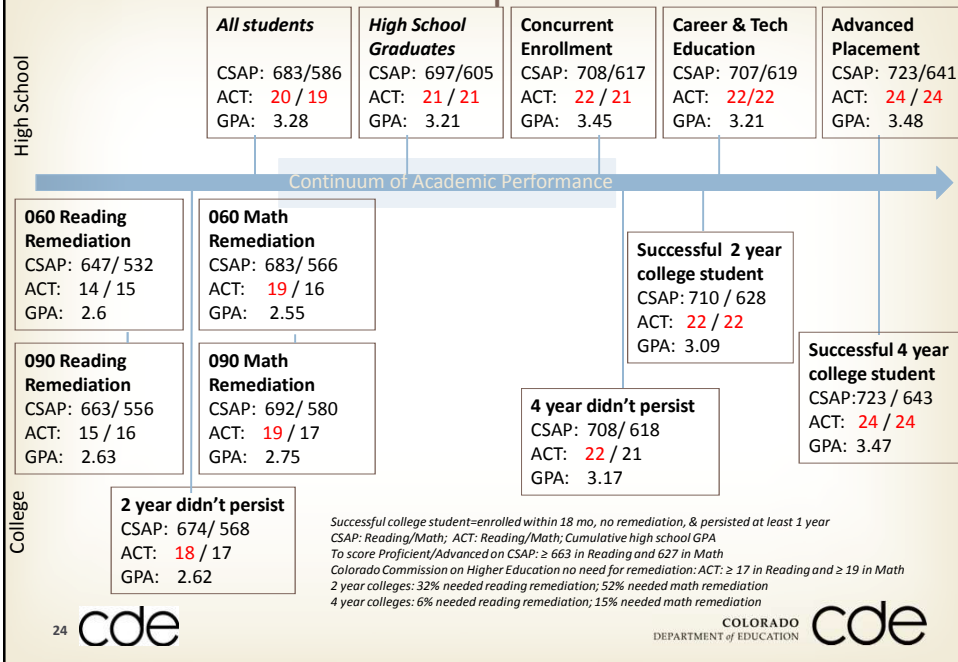 High School
All students
CSAP: 683/586
ACT: 20 / 19
GPA: 3.28
High School
Graduates
CSAP: 697/605
ACT: 21 / 21
GPA: 3.21
Concurrent
Enrollment
CSAP: 708/617
ACT: 22 / 21
GPA: 3.45
Career & Tech
Education
CSAP: 707/619
ACT: 22/22
GPA: 3.21
Advanced
Placement
CSAP: 723/641
ACT: 24 / 24
GPA: 3.48
Continuum of Academic Performance
060 Reading
Remediation
CSAP: 647/ 532
ACT: 14 / 15
GPA: 2.6
060 Math
Remediation
CSAP: 683/ 566
ACT: 19 / 16
GPA: 2.55
Successful 2 year
college student
CSAP: 710 / 628
ACT: 22 / 22
GPA: 3.09
090 Reading
Remediation
CSAP: 663/ 556
ACT: 15 / 16
GPA: 2.63
090 Math
Remediation
CSAP: 692/ 580
ACT: 19 / 17
GPA: 2.75
Successful 4 year
college student
CSAP:723 / 643
ACT: 24 / 24
GPA: 3.47
4 year didn't persist
CSAP: 708/ 618
ACT: 22 / 21
GPA: 3.17
College
2 year didn't persist
CSAP: 674/ 568
ACT: 18 / 17
GPA: 2.62
Successful college student=enrolled within 18 mo, no remediation, & persisted at least 1 year
CSAP: Reading/Math; ACT: Reading/Math; Cumulative high school GPA
To score Proficient/Advanced on CSAP: ≥ 663 in Reading and 627 in Math
Colorado Commission on Higher Education no need for remediation: ACT: ≥ 17 in Reading and ≥ 19 in Math
2 year colleges: 32% needed reading remediation; 52% needed math remediation
4 year colleges: 6% needed reading remediation; 15% needed math remediation
24 cde
COLORADO
DEPARTMENT of EDUCATION
cde